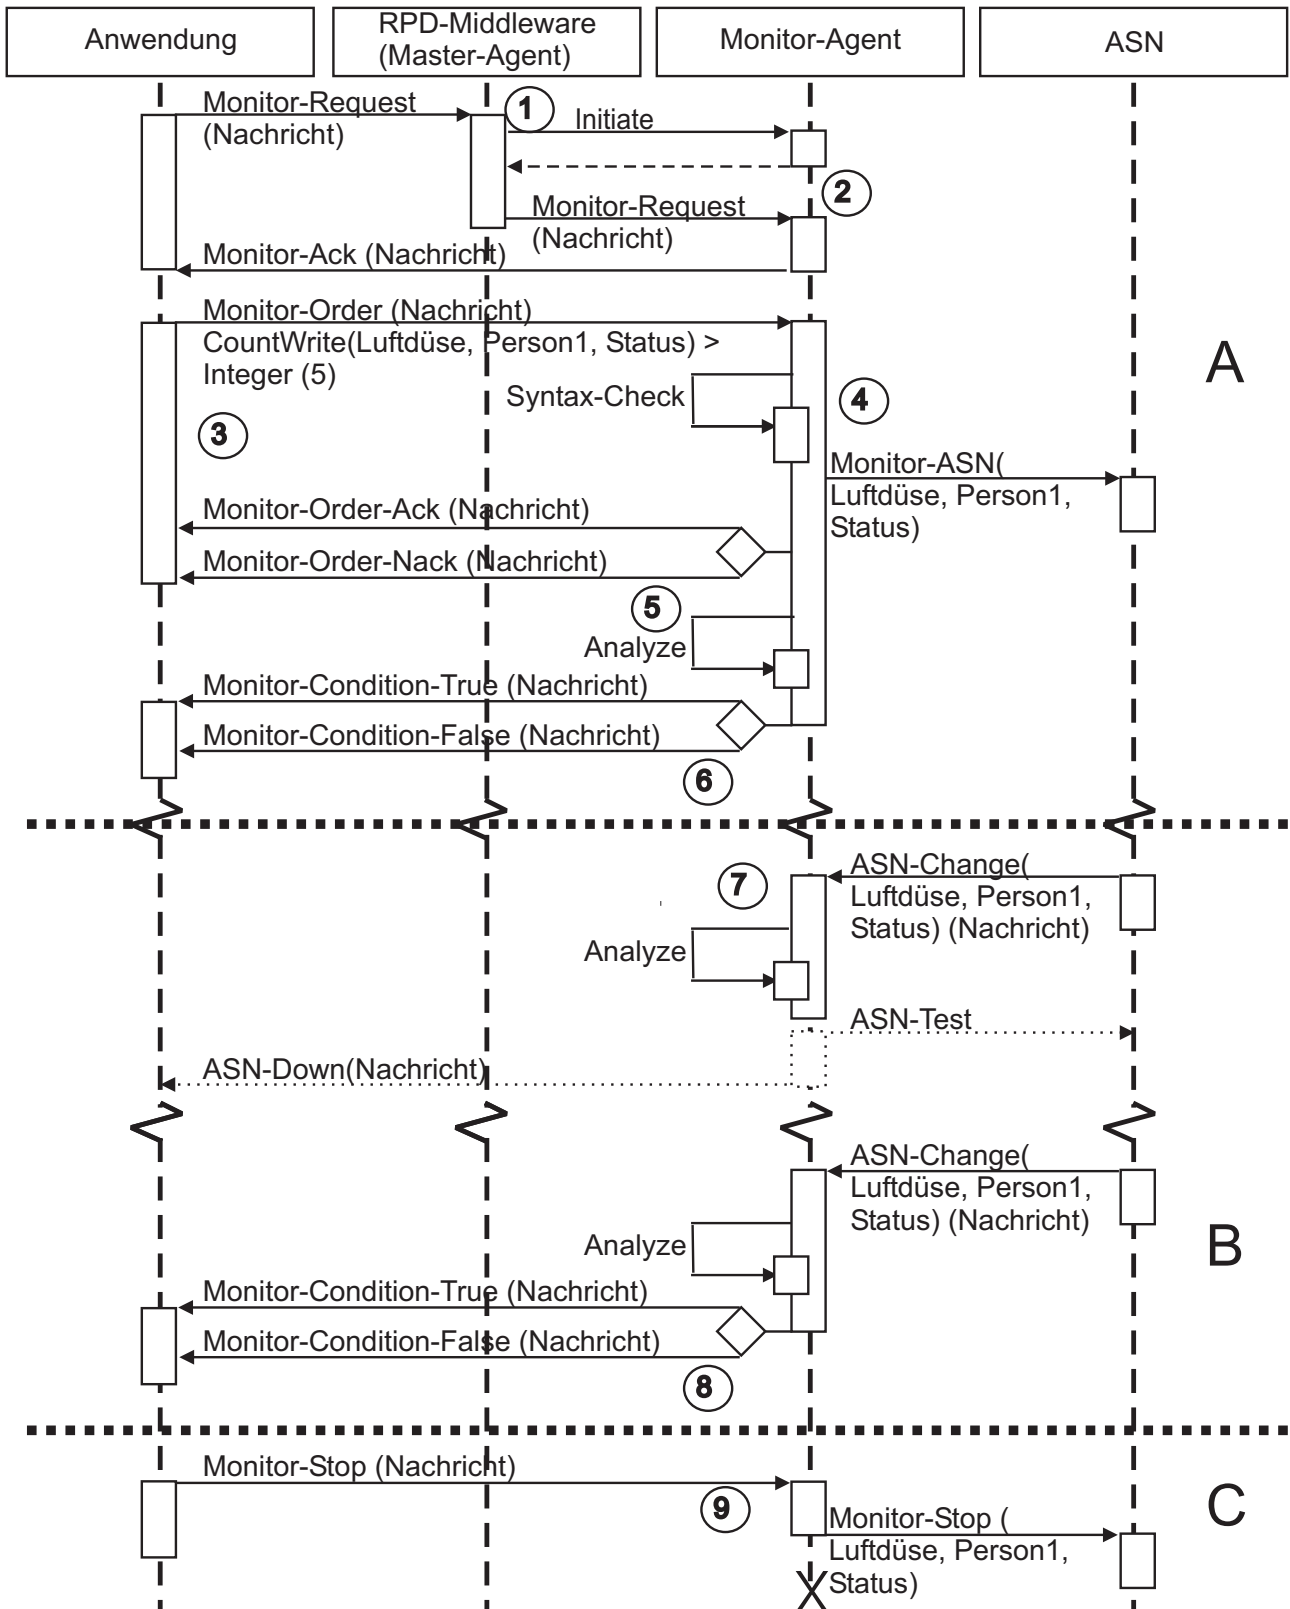 Anwendung
RPD-Middleware
(Master-Agent)
Monitor-Agent
ASN
Monitor-Request
(Nachricht)
1
Initiate
2
Monitor-Request
(Nachricht)
Monitor-Ack (Nachricht)
Monitor-Order (Nachricht)
CountWrite(Luftdüse, Person1, Status) >
Integer (5)
A
Syntax-Check
4
3
Monitor-ASN(
Luftdüse, Person1,
Status)
Monitor-Order-Ack (Nachricht)
Monitor-Order-Nack (Nachricht)
5
Analyze
Monitor-Condition-True (Nachricht)
Monitor-Condition-False (Nachricht)
6
7
ASN-Change(
Luftdüse, Person1,
Status) (Nachricht)
Analyze
ASN-Test
ASN-Down(Nachricht)
ASN-Change(
Luftdüse, Person1,
Status) (Nachricht)
B
Analyze
Monitor-Condition-True (Nachricht)
Monitor-Condition-False (Nachricht)
8
Monitor-Stop (Nachricht)
9
C
Monitor-Stop (
Luftdüse, Person1,
Status)
X